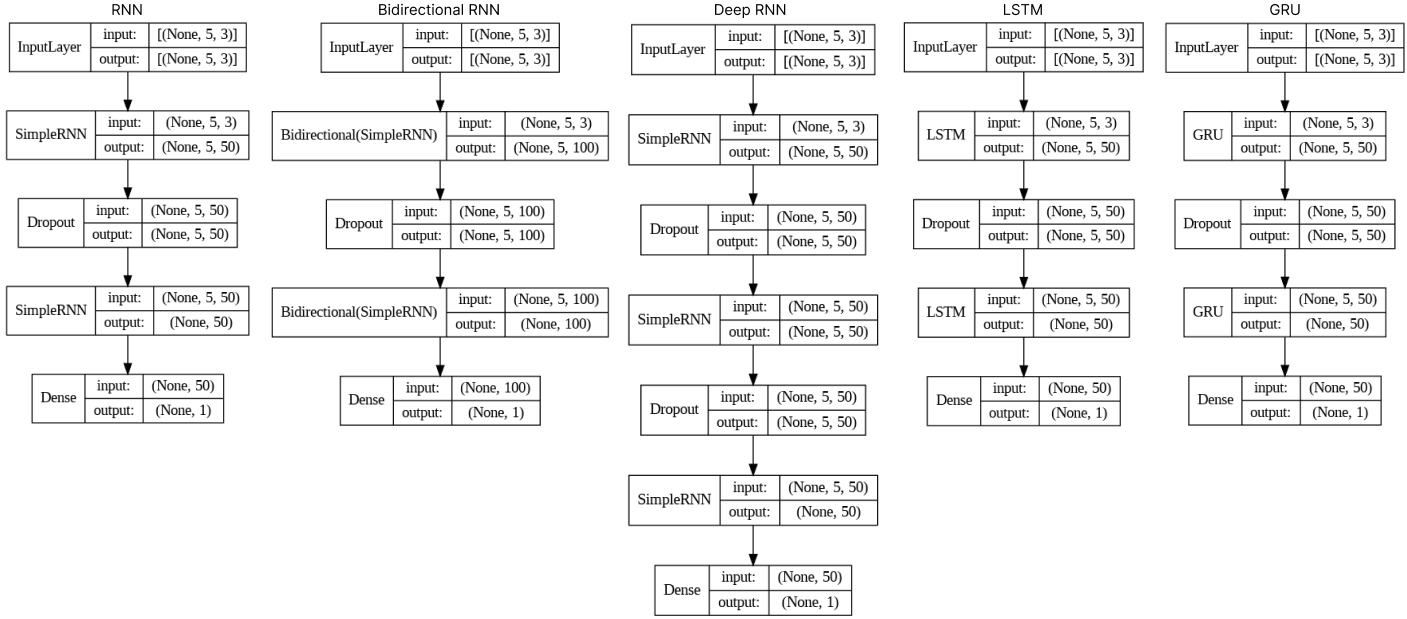 RNN
InputLayer
input: [(None, 5, 3)]
output: [(None, 5, 3)]
SimpleRNN
input: (None, 5, 3)
output: (None, 5, 50)
Dropout
input: (None, 5, 50)
output: (None, 5, 50)
SimpleRNN
input: (None, 5, 50)
output: (None, 50)
Dense
input: (None, 50)
output: (None, 1)
Bidirectional RNN
InputLayer
input: [(None, 5, 3)]
output: [(None, 5, 3)]
Bidirectional(SimpleRNN)
input: (None, 5, 3)
output: (None, 5, 100)
Dropout
input: (None, 5, 100)
output: (None, 5, 100)
Bidirectional(SimpleRNN)
input: (None, 5, 100)
output: (None, 100)
Dense
input: (None, 100)
output: (None, 1)
Deep RNN
InputLayer
input: [(None, 5, 3)]
output: [(None, 5, 3)]
SimpleRNN
input: (None, 5, 3)
output: (None, 5, 50)
Dropout
input: (None, 5, 50)
output: (None, 5, 50)
SimpleRNN
input: (None, 5, 50)
output: (None, 5, 50)
Dropout
input: (None, 5, 50)
output: (None, 5, 50)
SimpleRNN
input: (None, 5, 50)
output: (None, 50)
Dense
input: (None, 50)
output: (None, 1)
LSTM
InputLayer
input: [(None, 5, 3)]
output: [(None, 5, 3)]
LSTM
input: (None, 5, 3)
output: (None, 5, 50)
Dropout
input: (None, 5, 50)
output: (None, 5, 50)
LSTM
input: (None, 5, 50)
output: (None, 50)
Dense
input: (None, 50)
output: (None, 1)
GRU
InputLayer
input: [(None, 5, 3)]
output: [(None, 5, 3)]
GRU
input: (None, 5, 3)
output: (None, 5, 50)
Dropout
input: (None, 5, 50)
output: (None, 5, 50)
GRU
input: (None, 5, 50)
output: (None, 50)
Dense
input: (None, 50)
output: (None, 1)